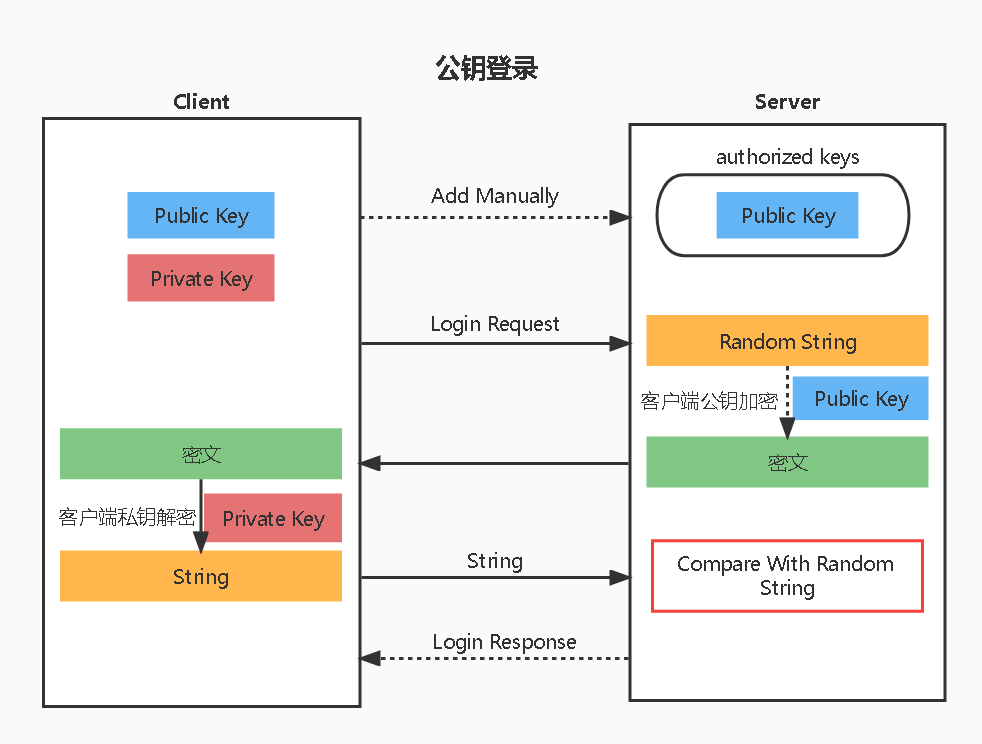 公钥登录
Client
Server
authorized keys
Public Key
Add Manually
Public Key
Private Key
Login Request
Random String
客户端公钥加密
Public Key
密文
密文
客户端私钥解密
Private Key
String
String
Compare With Random
String
Login Response